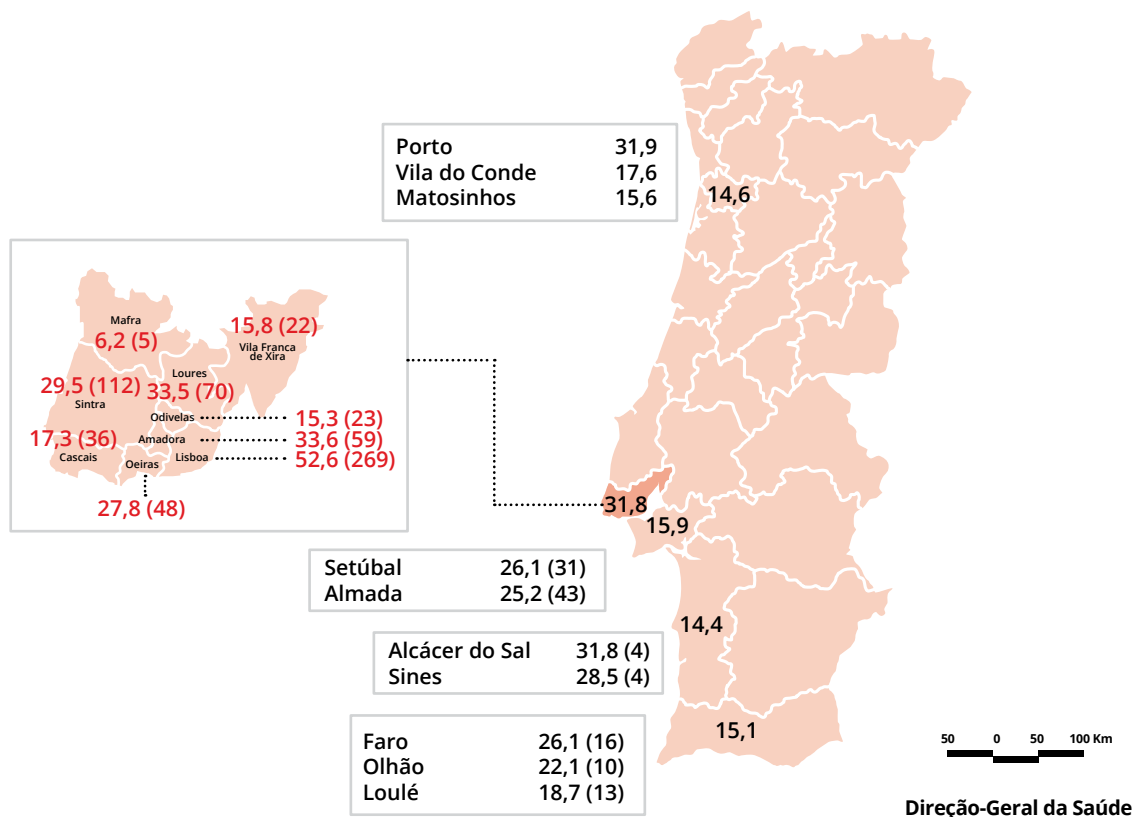 Porto 31,9
Vila do Conde 17,6
Matosinhos 15,6
14,6
Mafra
6,2 (5)
15,8 (22)
Vila Franca
de Xira
Loures
29,5 (112) 33,5 (70)
Sintra
Odivelas 15,3 (23)
17,3 (36) Amadora 33,6 (59)
Cascais Oeiras Lisboa 52,6 (269)
27,8 (48)
31,8
15,9
Setúbal 26,1 (31)
Almada 25,2 (43)
14,4
Alcácer do Sal 31,8 (4)
Sines 28,5 (4)
15,1
Faro 26,1 (16)
Olhão 22,1 (10)
Loulé 18,7 (13)
50 0 50 100 Km
Direção-Geral da Saúde